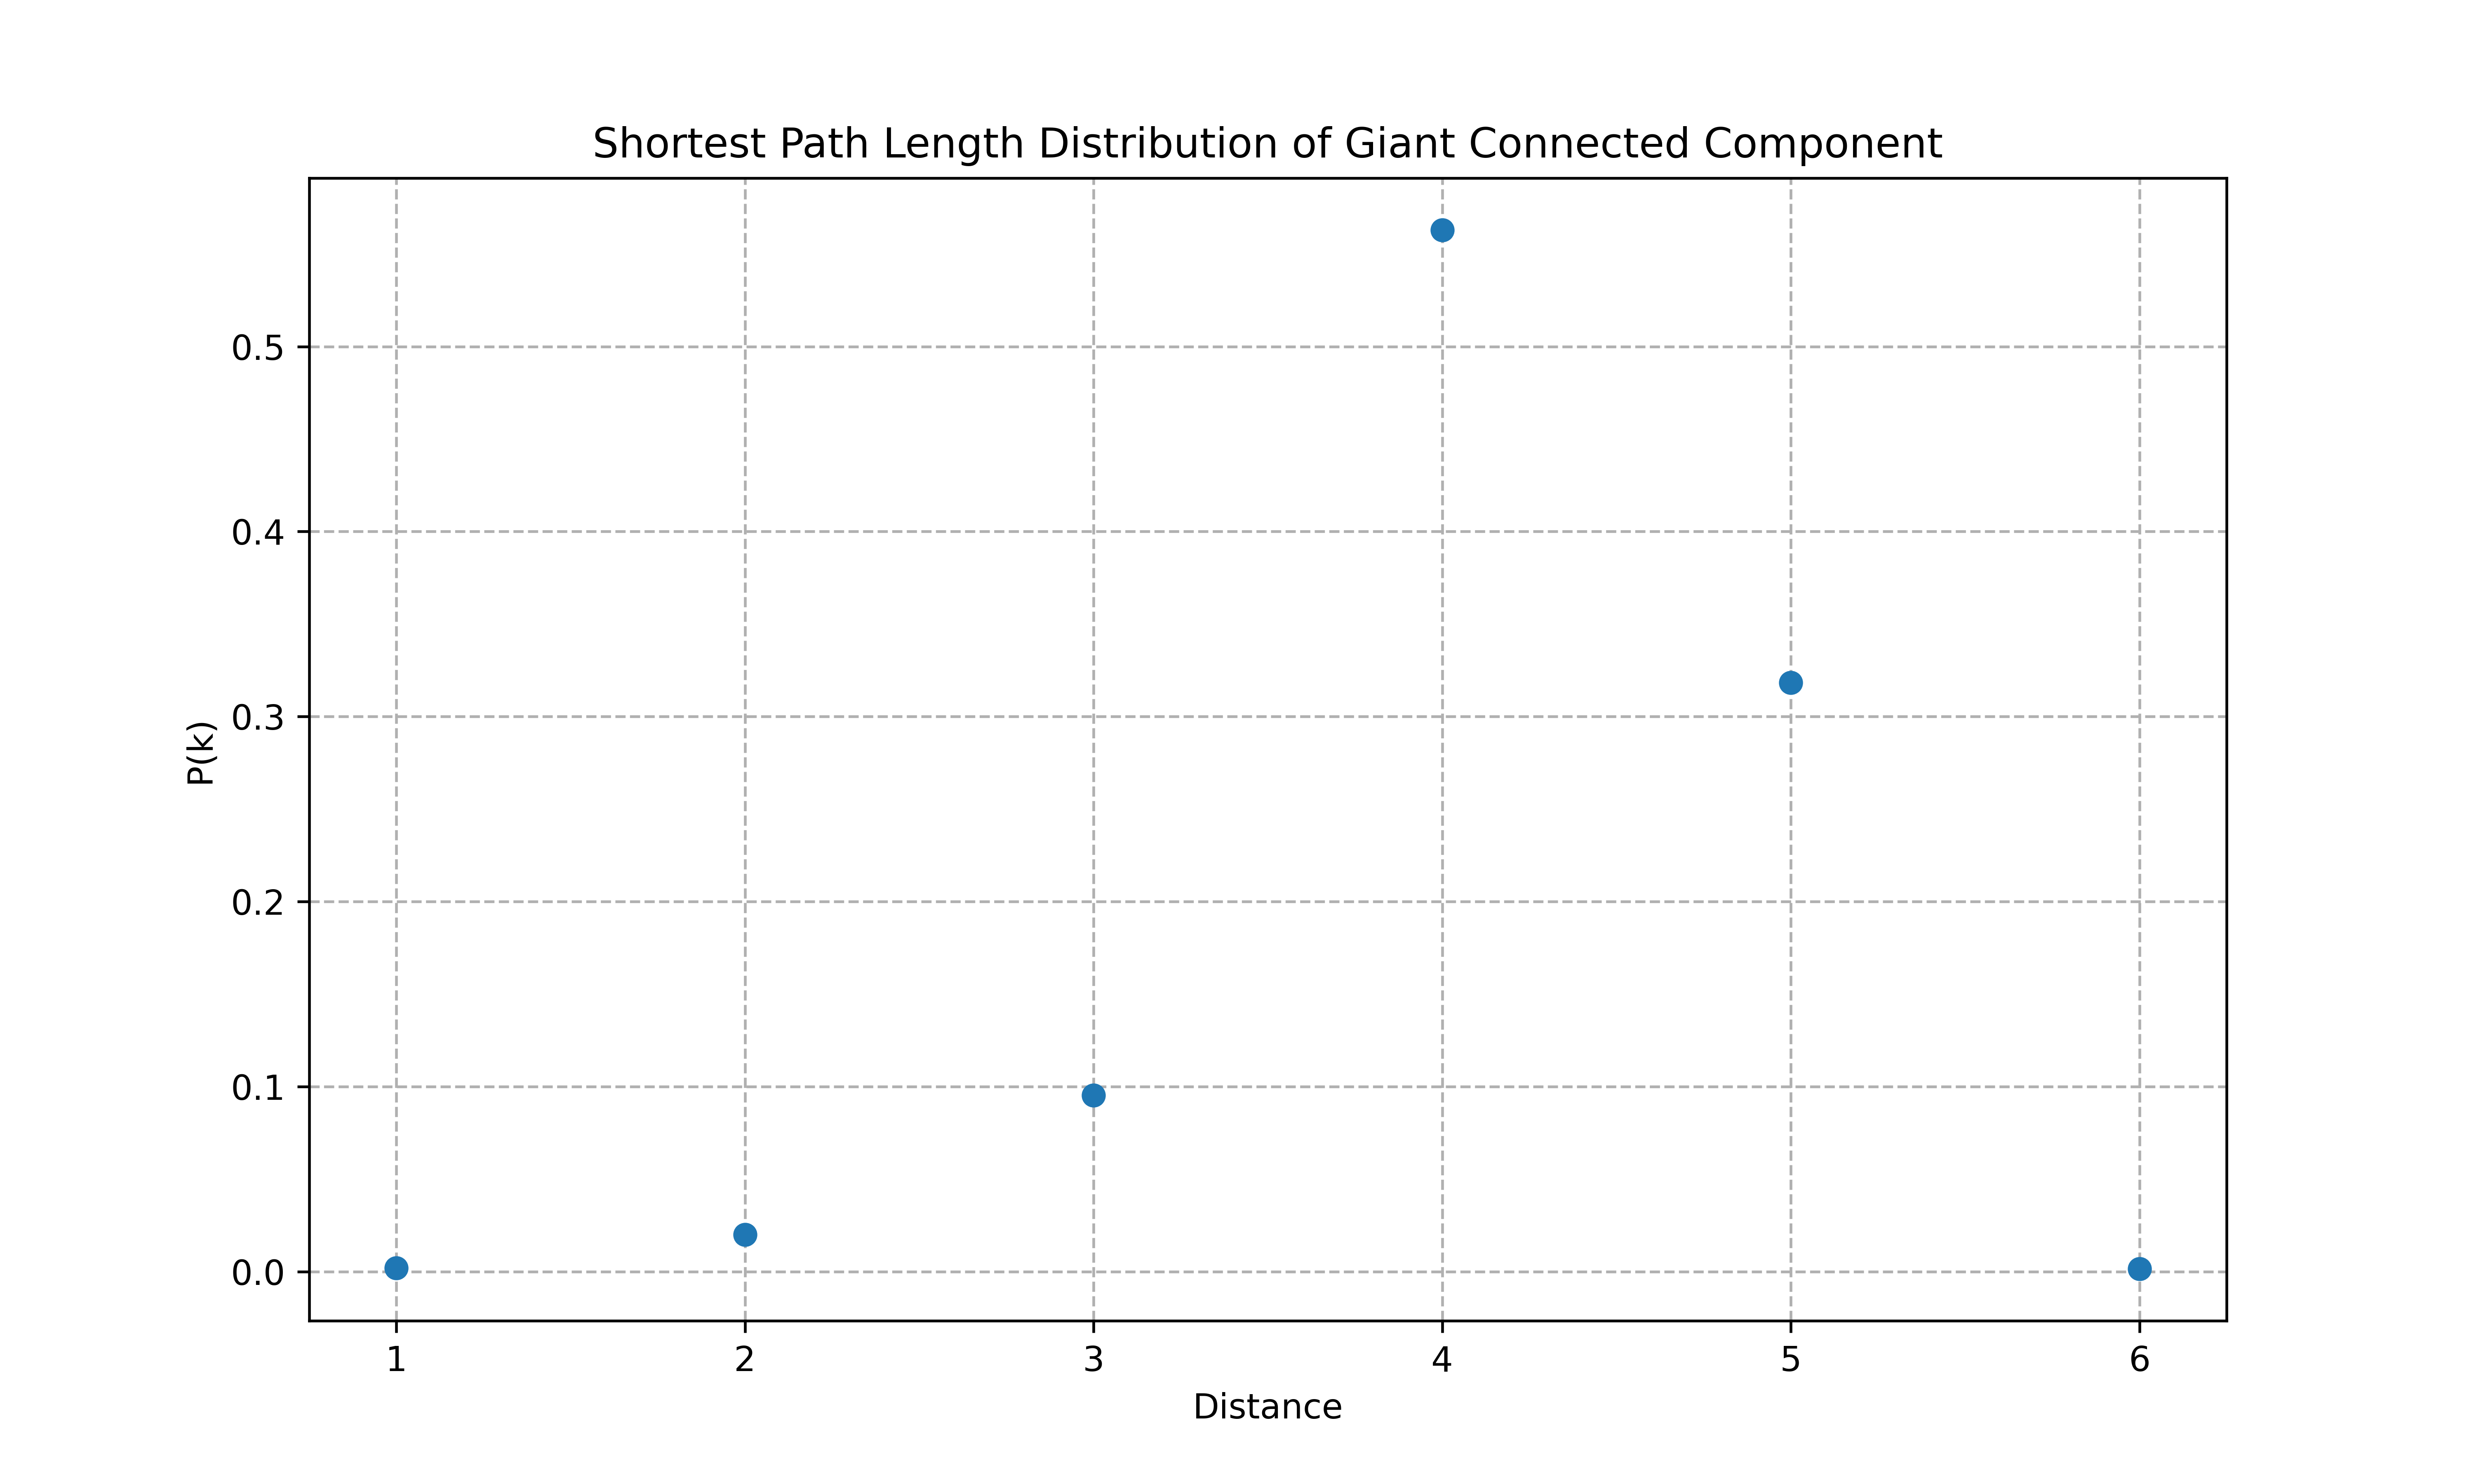 Shortest Path Length Distribution of Giant Connected Component
0.5
0.4
0.3
0.2
0.1
0.0
P(k)
1 2 3 4 5 6
Distance